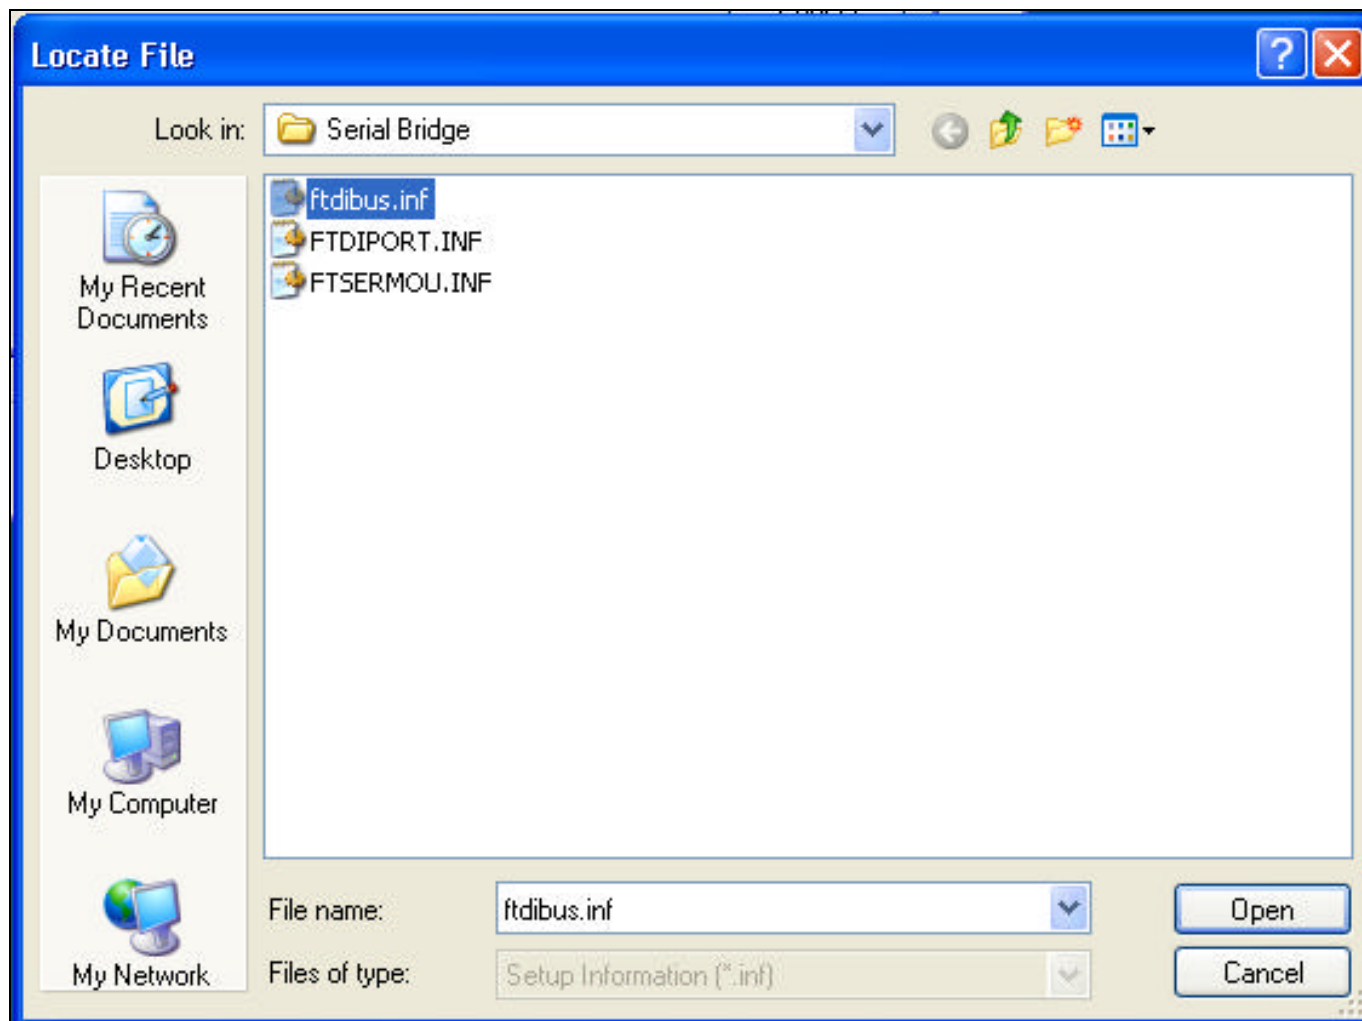 Locate File
Look in: Serial Bridge
ftdibus.inf
FTDIPORT.INF
FTSERMOU.INF
My Recent
Documents
Desktop
My Documents
My Computer
My Network
File name: ftdibus.inf Open
Files of type: Setup Information (*.inf) Cancel